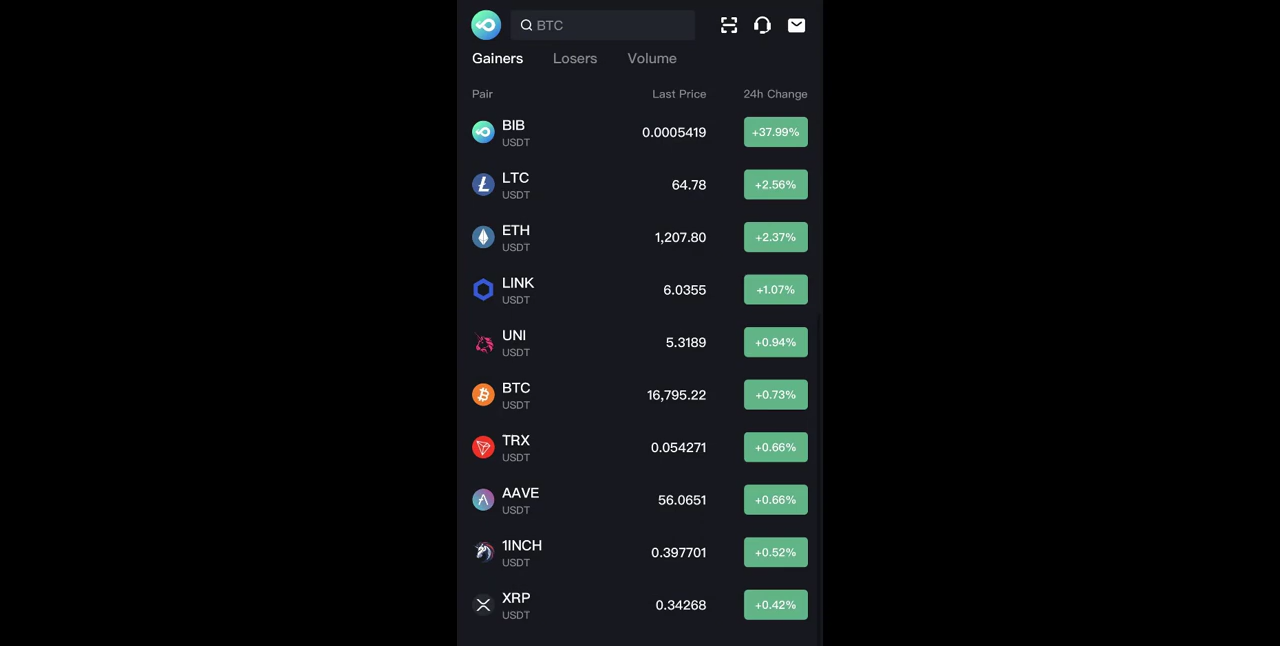 BTC
Gainers Losers Volume
Pair Last Price 24h Change
BIB 0.0005419 +37.99%
USDT
LTC 64.78 +2.56%
USDT
ETH 1,207.80 +2.37%
USDT
LINK 6.0355 +1.07%
USDT
UNI 5.3189 +0.94%
USDT
BTC 16,795.22 +0.73%
USDT
TRX 0.054271 +0.66%
USDT
AAVE 56.0651 +0.66%
USDT
1INCH 0.397701 +0.52%
USDT
XRP 0.34268 +0.42%
USDT